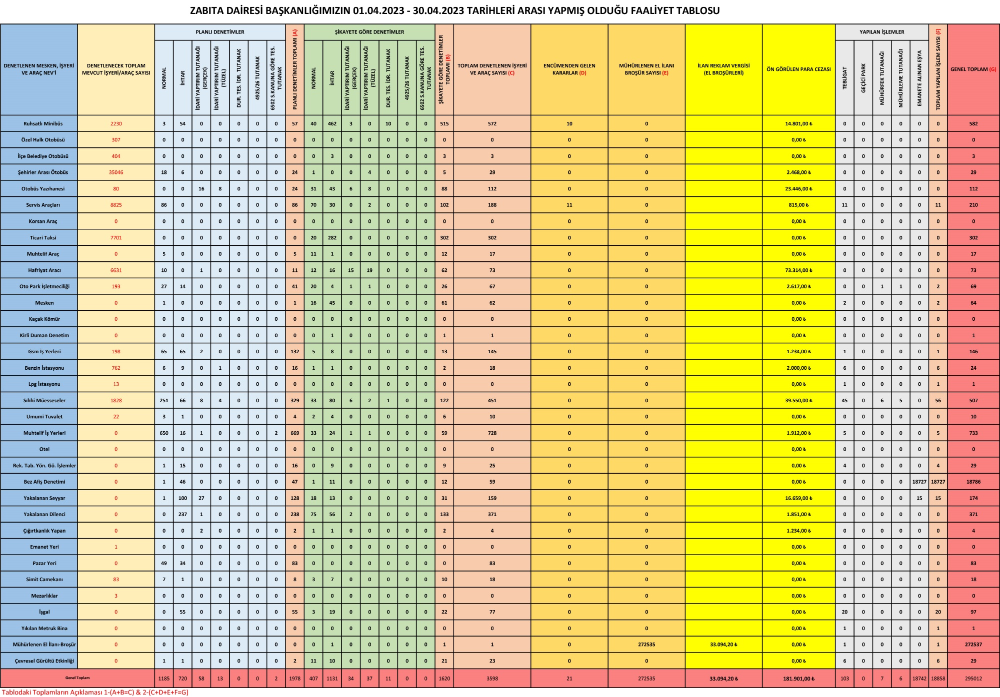 ZABITA DAİRESİ BAŞKANLIĞIMIZIN 01.04.2023 - 30.04.2023 TARİHLERİ ARASI YAPMIŞ OLDUĞU FAALİYET TABLOSU
DENETLENEN MESKEN, İŞYERİ VE ARAÇ NEV'İ
DENETLENECEK TOPLAM MEVCUT İŞYERİ/ARAÇ SAYISI
PLANLI DENETİMLER
NORMAL
İHTAR
İDARİ YAPTIRIM TUTANAĞI (GERÇEK)
İDARİ YAPTIRIM TUTANAĞI (TÜZEL)
DUR. TES. İDR. TUTANAK
4925/26 TUTANAK
6502 S.KANUNA GÖRE TES. TUTANAK
PLANLI DENETİMLER TOPLAMI (A)
ŞİKAYETE GÖRE DENETİMLER
NORMAL
İHTAR
İDARİ YAPTIRIM TUTANAĞI (GERÇEK)
İDARİ YAPTIRIM TUTANAĞI (TÜZEL)
DUR. TES. İDR. TUTANAK
4925/26 TUTANAK
6502 S.KANUNA GÖRE TES. TUTANAK
ŞİKAYETE GÖRE DENETİMLER TOPLAMI (B)
TOPLAM DENETLENEN İŞYERİ VE ARAÇ SAYISI (C)
ENCÜMENDEN GELEN KARARLAR (D)
MÜHÜRLENEN EL İLANI BROŞÜR SAYISI (E)
İLAN REKLAM VERGİSİ (EL BROŞÜRLERİ)
ÖN GÖRÜLEN PARA CEZASI
YAPILAN İŞLEMLER
TEBLİGAT
GEÇİCİ PARK
MÜHÜRFEK TUTANAĞI
MÜHÜRLEME TUTANAĞI
EMANETE ALINAN EŞYA
TOPLAM YAPILAN İŞLEM SAYISI (F)
GENEL TOPLAM (G)
Ruhsatlı Minibüs 2230 3 54 0 0 0 0 0 57 40 462 3 0 10 0 0 515 572 10 0 14.801,00 ₺ 0 0 0 0 0 0 582
Özel Halk Otobüsü 307 0 0 0 0 0 0 0 0 0 0 0 0 0 0 0 0 0 0 0 0,00 ₺ 0 0 0 0 0 0 0
İlçe Belediye Otobüsü 404 0 0 0 0 0 0 0 0 0 3 0 0 0 0 0 3 3 0 0 0,00 ₺ 0 0 0 0 0 0 3
Şehirler Arası Ötobüs 35046 18 6 0 0 0 0 0 24 1 0 0 4 0 0 0 5 29 0 0 2.468,00 ₺ 0 0 0 0 0 0 29
Otobüs Yazıhanesi 80 0 0 16 8 0 0 0 24 31 43 6 8 0 0 0 88 112 0 0 23.446,00 ₺ 0 0 0 0 0 0 112
Servis Araçları 8825 86 0 0 0 0 0 0 86 70 30 0 2 0 0 0 102 188 11 0 815,00 ₺ 11 0 0 0 0 11 210
Korsan Araç 0 0 0 0 0 0 0 0 0 0 0 0 0 0 0 0 0 0 0 0 0,00 ₺ 0 0 0 0 0 0 0
Ticari Taksi 7701 0 0 0 0 0 0 0 0 20 282 0 0 0 0 0 302 302 0 0 0,00 ₺ 0 0 0 0 0 0 302
Muhtelif Araç 0 5 0 0 0 0 0 0 5 11 1 0 0 0 0 0 12 17 0 0 0,00 ₺ 0 0 0 0 0 0 17
Hafriyat Aracı 6631 10 0 1 0 0 0 0 11 12 16 15 19 0 0 0 62 73 0 0 73.314,00 ₺ 0 0 0 0 0 0 73
Oto Park İşletmeciliği 193 27 14 0 0 0 0 0 41 20 4 1 1 0 0 0 26 67 0 0 2.617,00 ₺ 0 0 1 1 0 2 69
Mesken 0 1 0 0 0 0 0 0 1 16 45 0 0 0 0 0 61 62 0 0 0,00 ₺ 2 0 0 0 0 2 64
Kaçak Kömür 0 0 0 0 0 0 0 0 0 0 0 0 0 0 0 0 0 0 0 0 0,00 ₺ 0 0 0 0 0 0 0
Kirli Duman Denetim 0 0 0 0 0 0 0 0 0 0 1 0 0 0 0 0 1 1 0 0 0,00 ₺ 0 0 0 0 0 0 1
Gsm İş Yerleri 198 65 65 2 0 0 0 0 132 5 8 0 0 0 0 0 13 145 0 0 1.234,00 ₺ 1 0 0 0 0 1 146
Benzin İstasyonu 762 6 9 0 1 0 0 0 16 1 1 0 0 0 0 0 2 18 0 0 2.000,00 ₺ 6 0 0 0 0 6 24
Lpg İstasyonu 13 0 0 0 0 0 0 0 0 0 0 0 0 0 0 0 0 0 0 0 0,00 ₺ 1 0 0 0 0 1 1
Sıhhi Müesseseler 1828 251 66 8 4 0 0 0 329 33 80 6 2 1 0 0 122 451 0 0 39.550,00 ₺ 45 0 6 5 0 56 507
Umumi Tuvalet 22 3 1 0 0 0 0 0 4 2 4 0 0 0 0 0 6 10 0 0 0,00 ₺ 0 0 0 0 0 0 10
Muhtelif İş Yerleri 0 650 16 1 0 0 0 2 669 33 24 1 1 0 0 0 59 728 0 0 1.912,00 ₺ 5 0 0 0 0 5 733
Otel 0 0 0 0 0 0 0 0 0 0 0 0 0 0 0 0 0 0 0 0 0,00 ₺ 0 0 0 0 0 0 0
Rek. Tab. Yön. Gö. İşlemler 0 1 15 0 0 0 0 0 16 0 9 0 0 0 0 0 9 25 0 0 0,00 ₺ 4 0 0 0 0 4 29
Bez Afiş Denetimi 0 1 46 0 0 0 0 0 47 1 11 0 0 0 0 0 12 59 0 0 0,00 ₺ 0 0 0 0 18727 18727 18786
Yakalanan Seyyar 0 1 100 27 0 0 0 0 128 18 13 0 0 0 0 0 31 159 0 0 16.659,00 ₺ 0 0 0 0 15 15 174
Yakalanan Dilenci 0 0 237 1 0 0 0 0 238 75 56 2 0 0 0 0 133 371 0 0 1.851,00 ₺ 0 0 0 0 0 0 371
Çığırtkanlık Yapan 0 0 0 2 0 0 0 0 2 1 1 0 0 0 0 0 2 4 0 0 1.234,00 ₺ 0 0 0 0 0 0 4
Emanet Yeri 1 0 0 0 0 0 0 0 0 0 0 0 0 0 0 0 0 0 0 0 0,00 ₺ 0 0 0 0 0 0 0
Pazar Yeri 0 49 34 0 0 0 0 0 83 0 0 0 0 0 0 0 0 83 0 0 0,00 ₺ 0 0 0 0 0 0 83
Simit Camekanı 83 7 1 0 0 0 0 0 8 3 7 0 0 0 0 0 10 18 0 0 0,00 ₺ 0 0 0 0 0 0 18
Mezarlıklar 3 0 0 0 0 0 0 0 0 0 0 0 0 0 0 0 0 0 0 0 0,00 ₺ 0 0 0 0 0 0 0
İşgal 0 0 55 0 0 0 0 0 55 3 19 0 0 0 0 0 22 77 0 0 0,00 ₺ 20 0 0 0 0 20 97
Yıkılan Metruk Bina 0 0 0 0 0 0 0 0 0 0 0 0 0 0 0 0 0 0 0 0 0,00 ₺ 1 0 0 0 0 1 1
Mühürlenen El İlanı-Broşür 0 0 0 0 0 0 0 0 0 0 1 0 0 0 0 0 1 1 0 272535 33.094,20 ₺ 0,00 ₺ 1 0 0 0 0 1 272537
Çevresel Gürültü Etkinliği 0 1 1 0 0 0 0 0 2 11 10 0 0 0 0 0 21 23 0 0 0,00 ₺ 6 0 0 0 0 6 29
Genel Toplam 1185 720 58 13 0 0 2 1978 407 1131 34 37 11 0 0 1620 3598 21 272535 33.094,20 ₺ 181.901,00 ₺ 103 0 7 6 18742 18858 295012
Tablodaki Toplamların Açıklaması 1-(A+B=C) & 2-(C+D+E+F=G)